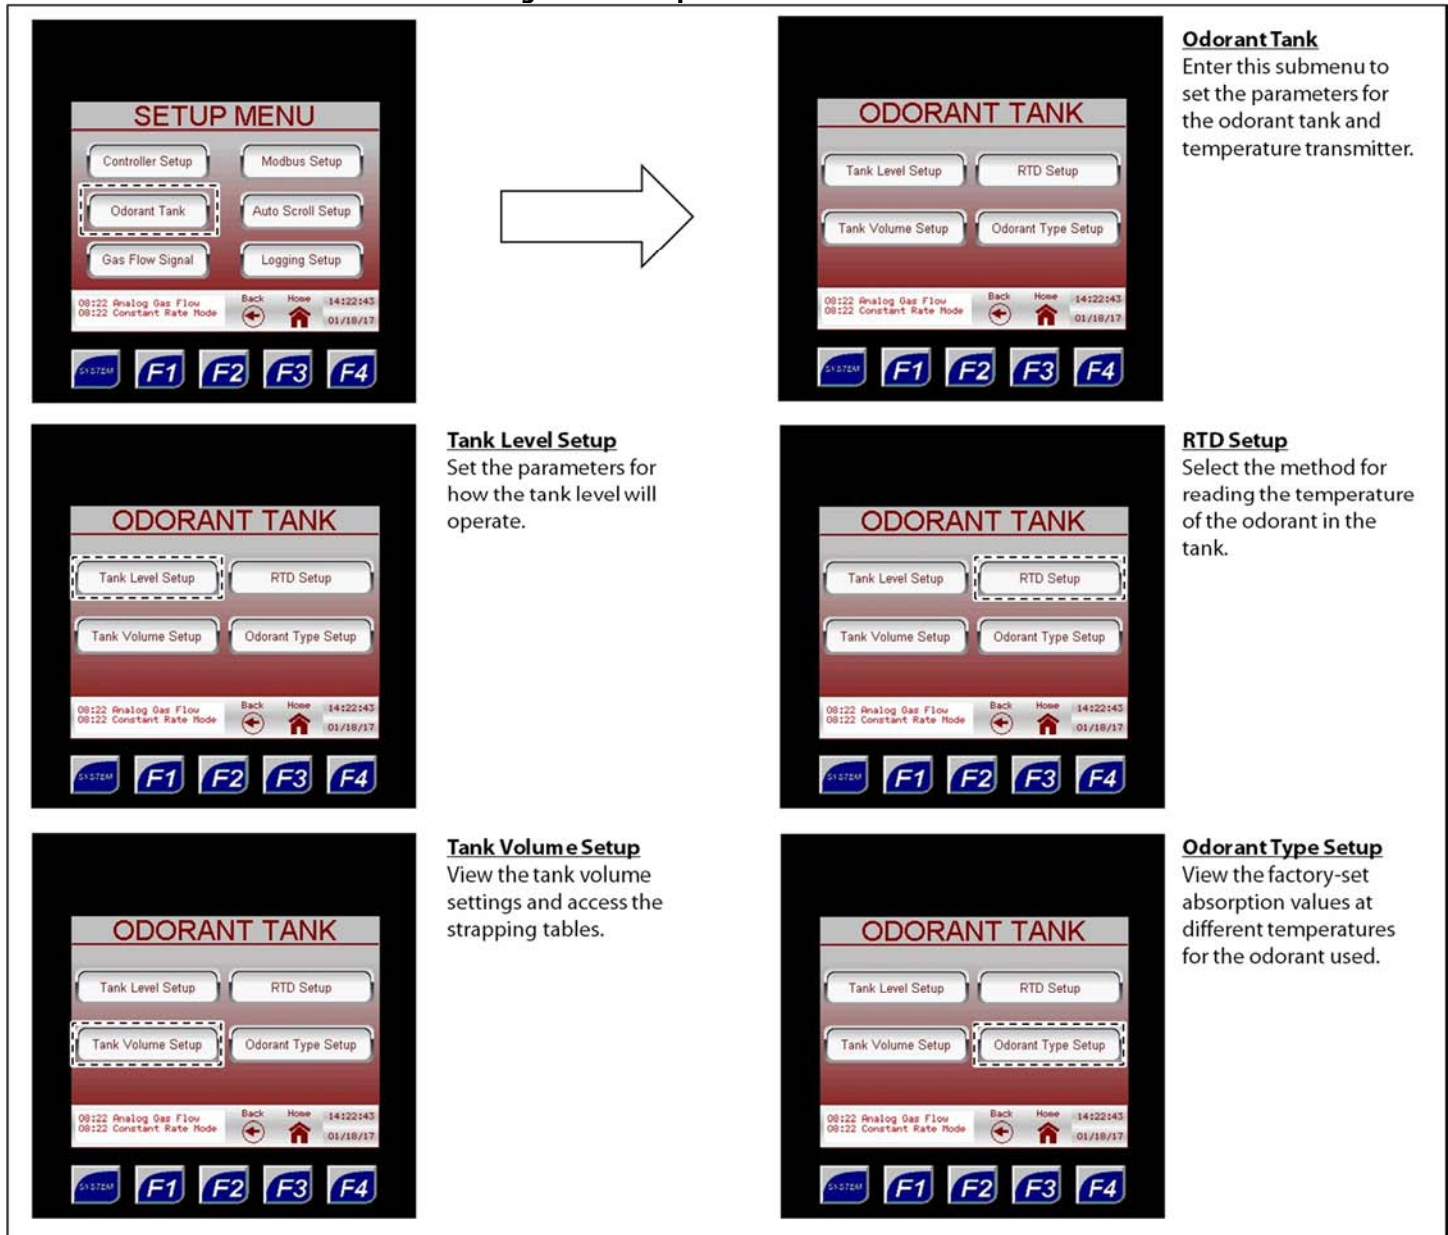 SETUP MENU
Controller Setup
Modbus Setup
Odorant Tank
Auto Scroll Setup
Gas Flow Signal
Logging Setup
08:22 Analog Gas Flow
08:22 Constant Rate Mode
Back
Home
14:22:43
01/18/17
SYSTEM
F1
F2
F3
F4
ODORANT TANK
Tank Level Setup
RTD Setup
Tank Volume Setup
Odorant Type Setup
08:22 Analog Gas Flow
08:22 Constant Rate Mode
Back
Home
14:22:43
01/18/17
SYSTEM
F1
F2
F3
F4
Odorant Tank
Enter this submenu to
set the parameters for
the odorant tank and
temperature transmitter.
ODORANT TANK
Tank Level Setup
RTD Setup
Tank Volume Setup
Odorant Type Setup
08:22 Analog Gas Flow
08:22 Constant Rate Mode
Back
Home
14:22:43
01/18/17
SYSTEM
F1
F2
F3
F4
Tank Level Setup
Set the parameters for
how the tank level will
operate.
ODORANT TANK
Tank Level Setup
RTD Setup
Tank Volume Setup
Odorant Type Setup
08:22 Analog Gas Flow
08:22 Constant Rate Mode
Back
Home
14:22:43
01/18/17
SYSTEM
F1
F2
F3
F4
RTD Setup
Select the method for
reading the temperature
of the odorant in the
tank.
ODORANT TANK
Tank Level Setup
RTD Setup
Tank Volume Setup
Odorant Type Setup
08:22 Analog Gas Flow
08:22 Constant Rate Mode
Back
Home
14:22:43
01/18/17
SYSTEM
F1
F2
F3
F4
Tank Volume Setup
View the tank volume
settings and access the
strapping tables.
ODORANT TANK
Tank Level Setup
RTD Setup
Tank Volume Setup
Odorant Type Setup
08:22 Analog Gas Flow
08:22 Constant Rate Mode
Back
Home
14:22:43
01/18/17
SYSTEM
F1
F2
F3
F4
Odorant Type Setup
View the factory-set
absorption values at
different temperatures
for the odorant used.